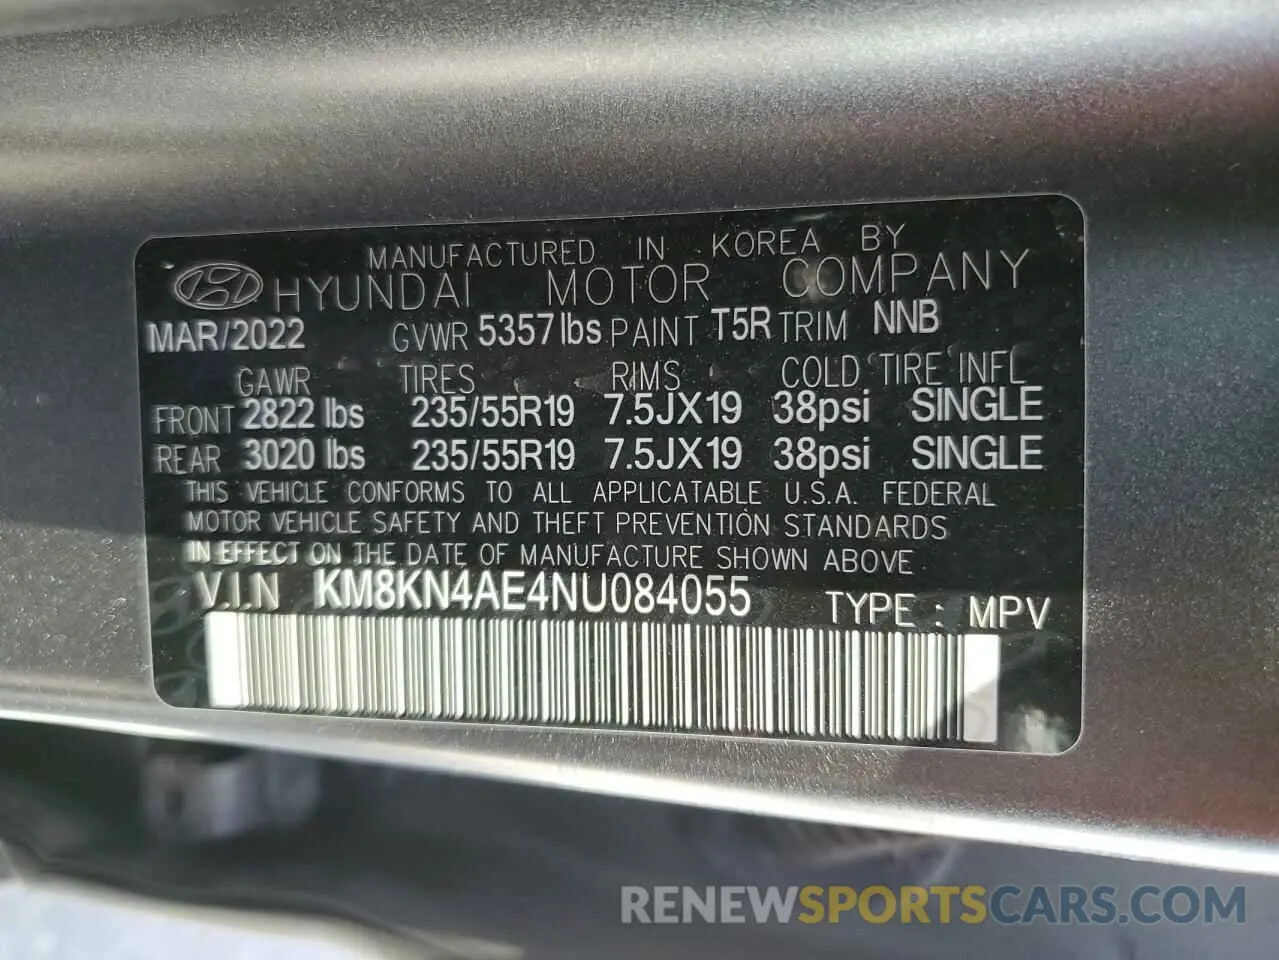 MANUFACTURED IN KOREA BY
HYUNDAI MOTOR COMPANY
MAR/2022 GVWR 5357lbs PAINT T5R TRIM NNB
GAWR TIRES RIMS COLD TIRE INFL
FRONT 2822 lbs 235/55R19 7.5JX19 38psi SINGLE
REAR 3020 lbs 235/55R19 7.5JX19 38psi SINGLE
THIS VEHICLE CONFORMS TO ALL APPLICATABLE U.S.A. FEDERAL
MOTOR VEHICLE SAFETY AND THEFT PREVENTION STANDARDS
IN EFFECT ON THE DATE OF MANUFACTURE SHOWN ABOVE
V.I.N KM8KN4AE4NU084055 TYPE : MPV
RENEWSPORTSCARS.COM